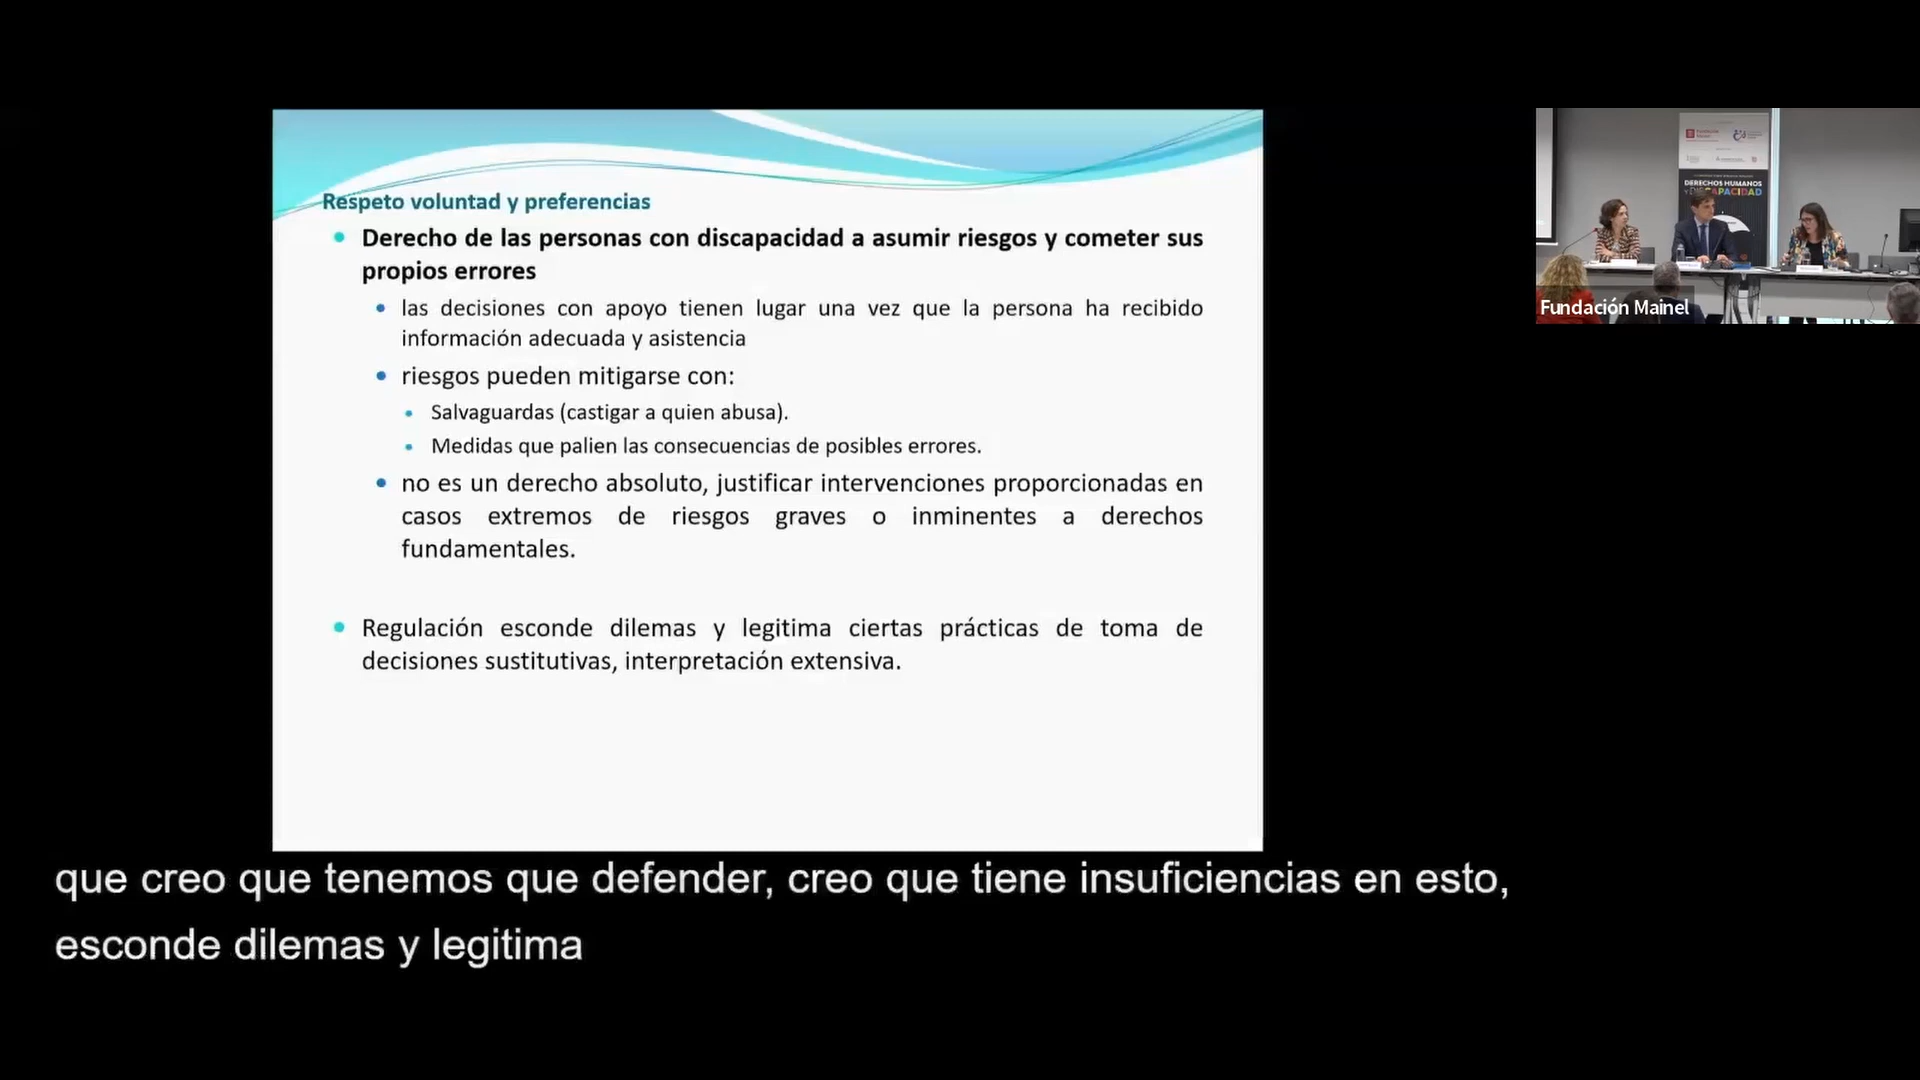 Respeto voluntad y preferencias
Derecho de las personas con discapacidad a asumir riesgos y cometer sus
propios errores
las decisiones con apoyo tienen lugar una vez que la persona ha recibido
información adecuada y asistencia
riesgos pueden mitigarse con:
Salvaguardas (castigar a quien abusa).
Medidas que palien las consecuencias de posibles errores.
no es un derecho absoluto, justificar intervenciones proporcionadas en
casos extremos de riesgos graves o inminentes a derechos
fundamentales.
Regulación esconde dilemas y legitima ciertas prácticas de toma de
decisiones sustitutivas, interpretación extensiva.
DERECHOS HUMANOS
Y DISCAPACIDAD
Fundación Mainel
que creo que tenemos que defender, creo que tiene insuficiencias en esto,
esconde dilemas y legitima